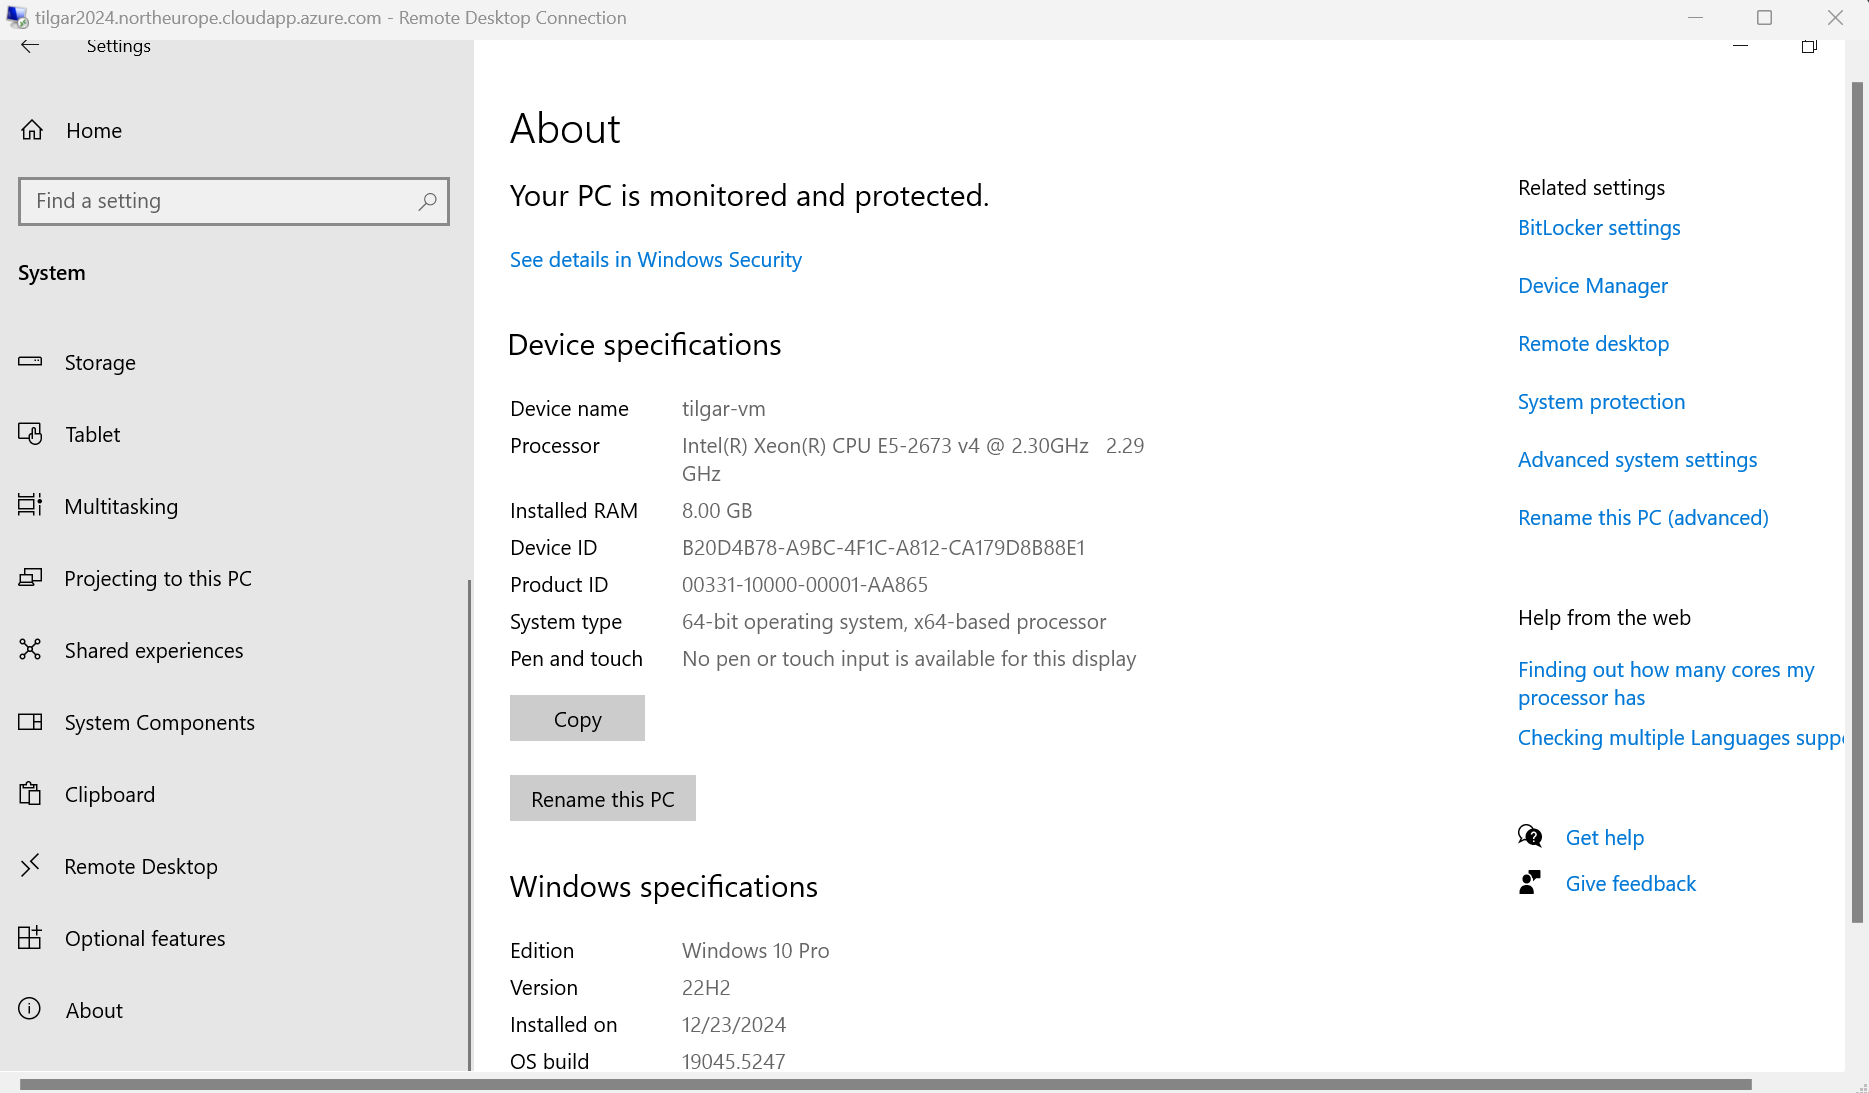 tilgar2024.northeurope.cloudapp.azure.com - Remote Desktop Connection
Settings
Home
Find a setting
System
Storage
Tablet
Multitasking
Projecting to this PC
Shared experiences
System Components
Clipboard
Remote Desktop
Optional features
About
About
Your PC is monitored and protected.
See details in Windows Security
Device specifications
Device name tilgar-vm
Processor Intel(R) Xeon(R) CPU E5-2673 v4 @ 2.30GHz 2.29
GHz
Installed RAM 8.00 GB
Device ID B20D4B78-A9BC-4F1C-A812-CA179D8B88E1
Product ID 00331-10000-00001-AA865
System type 64-bit operating system, x64-based processor
Pen and touch No pen or touch input is available for this display
Copy
Rename this PC
Windows specifications
Edition Windows 10 Pro
Version 22H2
Installed on 12/23/2024
OS build 19045.5247
Related settings
BitLocker settings
Device Manager
Remote desktop
System protection
Advanced system settings
Rename this PC (advanced)
Help from the web
Finding out how many cores my
processor has
Checking multiple Languages suppo
Get help
Give feedback